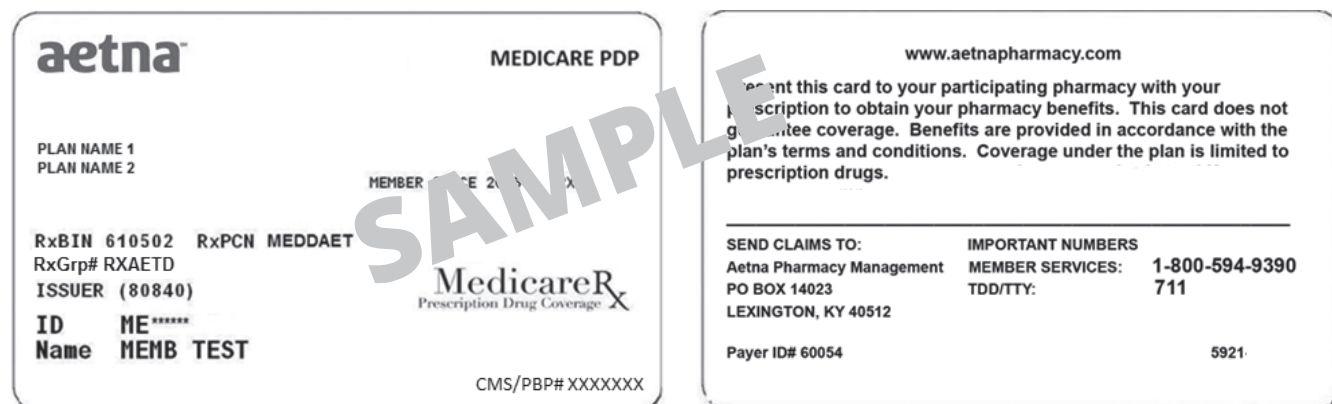 aetna
MEDICARE PDP
PLAN NAME 1
PLAN NAME 2
MEMBER
SAMPLE
RxBIN 610502 RxPCN MEDDAET
RxGrp# RXAETD
ISSUER (80840)
MedicareRx
Prescription Drug Coverage
ID ME******
Name MEMB TEST
CMS/PBP# XXXXXXX
www.aetnapharmacy.com
this card to your participating pharmacy with your
to obtain your pharmacy benefits. This card does not
coverage. Benefits are provided in accordance with the
plan's terms and conditions. Coverage under the plan is limited to
prescription drugs.
SEND CLAIMS TO:
Aetna Pharmacy Management
PO BOX 14023
LEXINGTON, KY 40512
IMPORTANT NUMBERS
MEMBER SERVICES: 1-800-594-9390
TDD/TTY: 711
Payer ID# 60054
5921